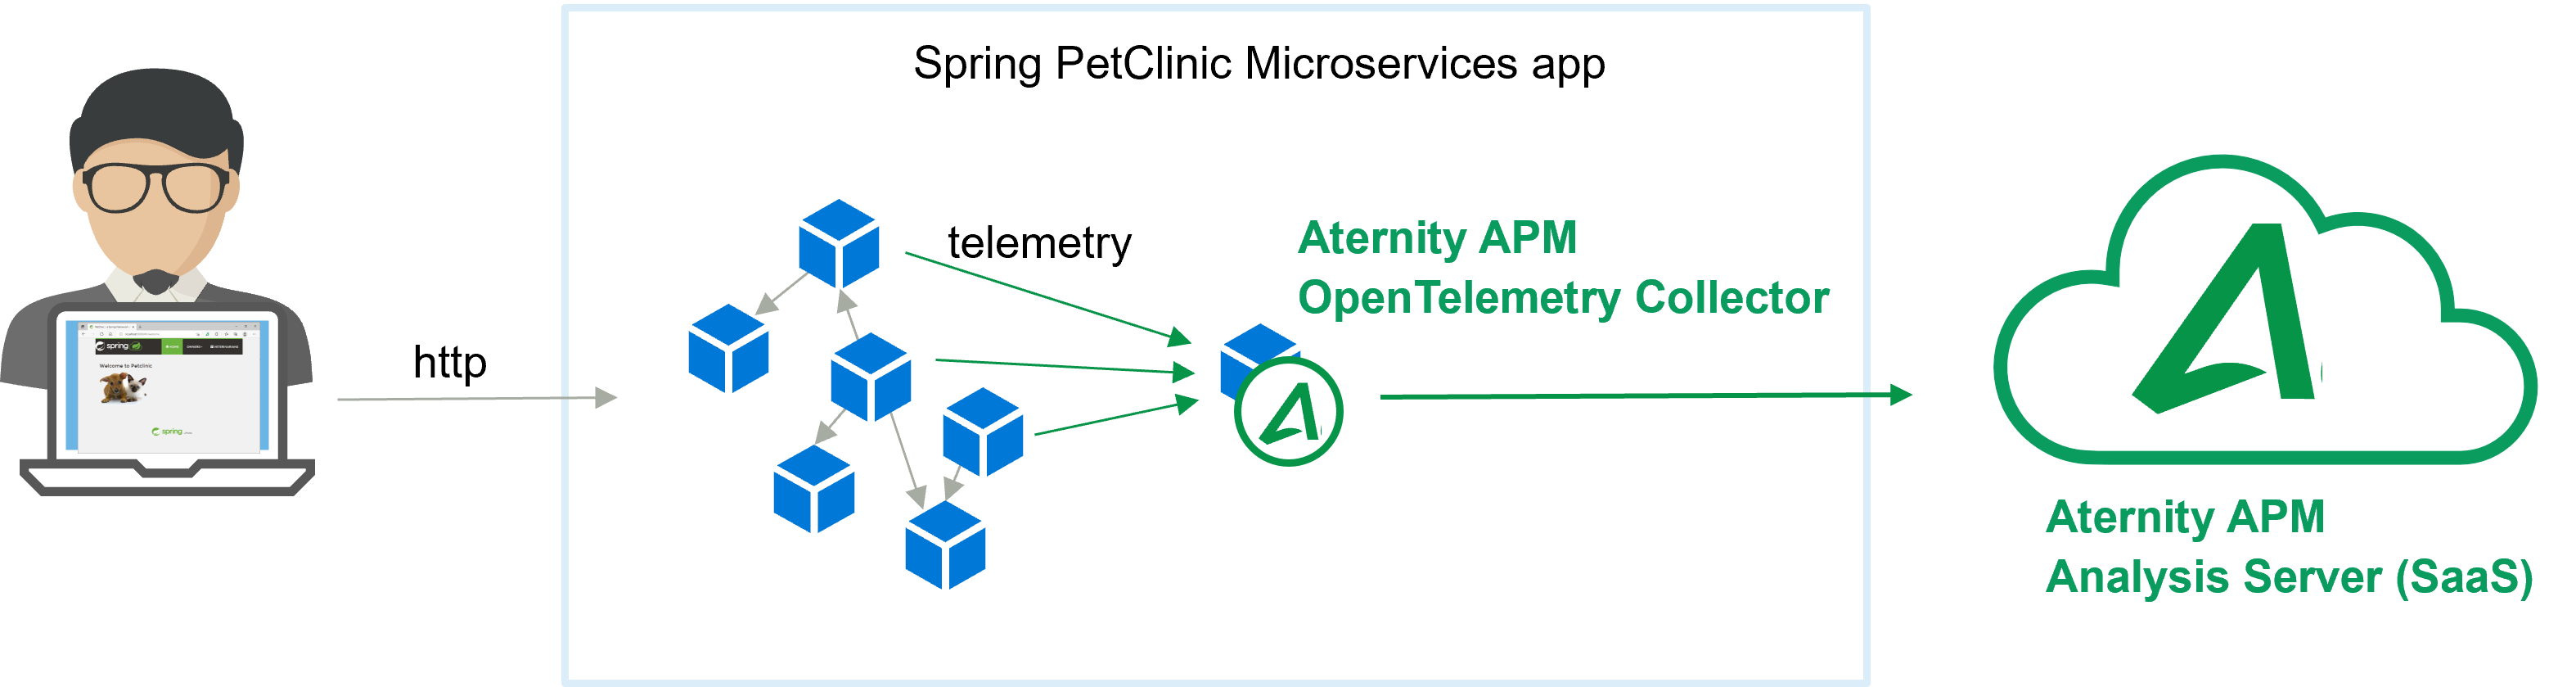 Spring PetClinic Microservices app
telemetry
Aternity APM
OpenTelemetry Collector
http
spring
Welcome to Petclinic
spring
Aternity APM
Analysis Server (SaaS)